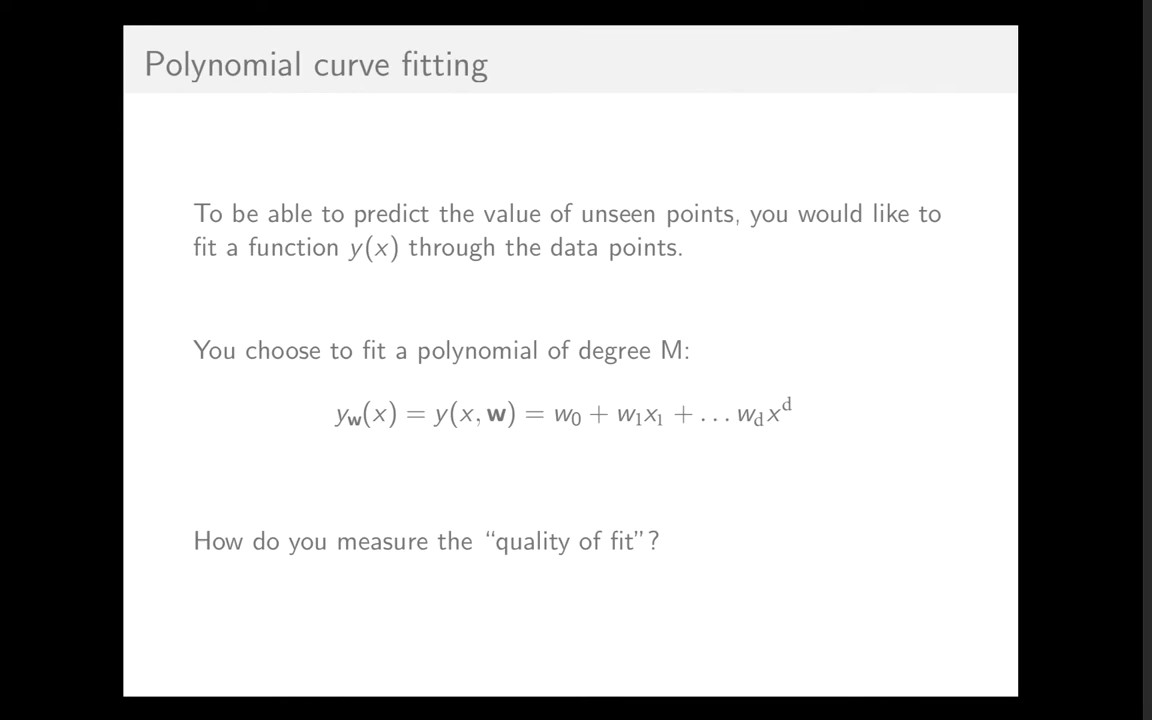 Polynomial curve fitting
To be able to predict the value of unseen points, you would like to
fit a function y(x) through the data points.
You choose to fit a polynomial of degree M:
y_𝐰(x) = y(x, 𝐰) = w₀ + w₁x₁ + … w_d x^d
How do you measure the “quality of fit”?